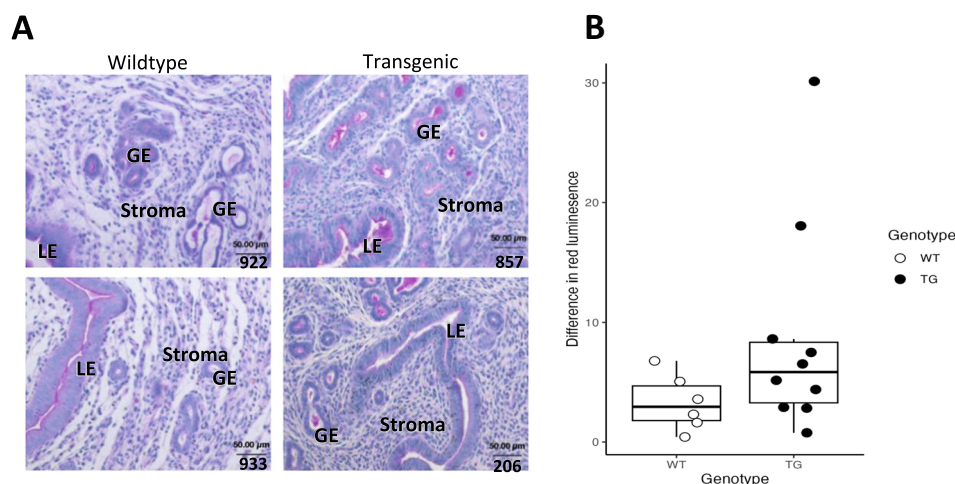 A
B
Wildtype
Transgenic
GE
Stroma
GE
LE
50.00 µm
922
GE
Stroma
LE
50.00 µm
857
LE
Stroma
GE
50.00 µm
933
LE
GE
Stroma
50.00 µm
206
Difference in red luminesence
30
20
10
0
WT
TG
Genotype
Genotype
WT
TG